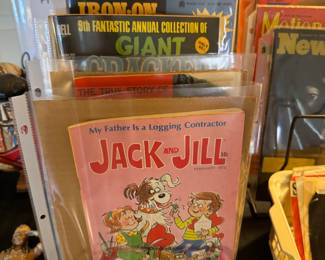 IRON-ON
9th FANTASTIC ANNUAL COLLECTION OF
GIANT
CRACKED
THE TRUE STORY OF
My Father Is a Logging Contractor
JACK AND JILL
Motion
New